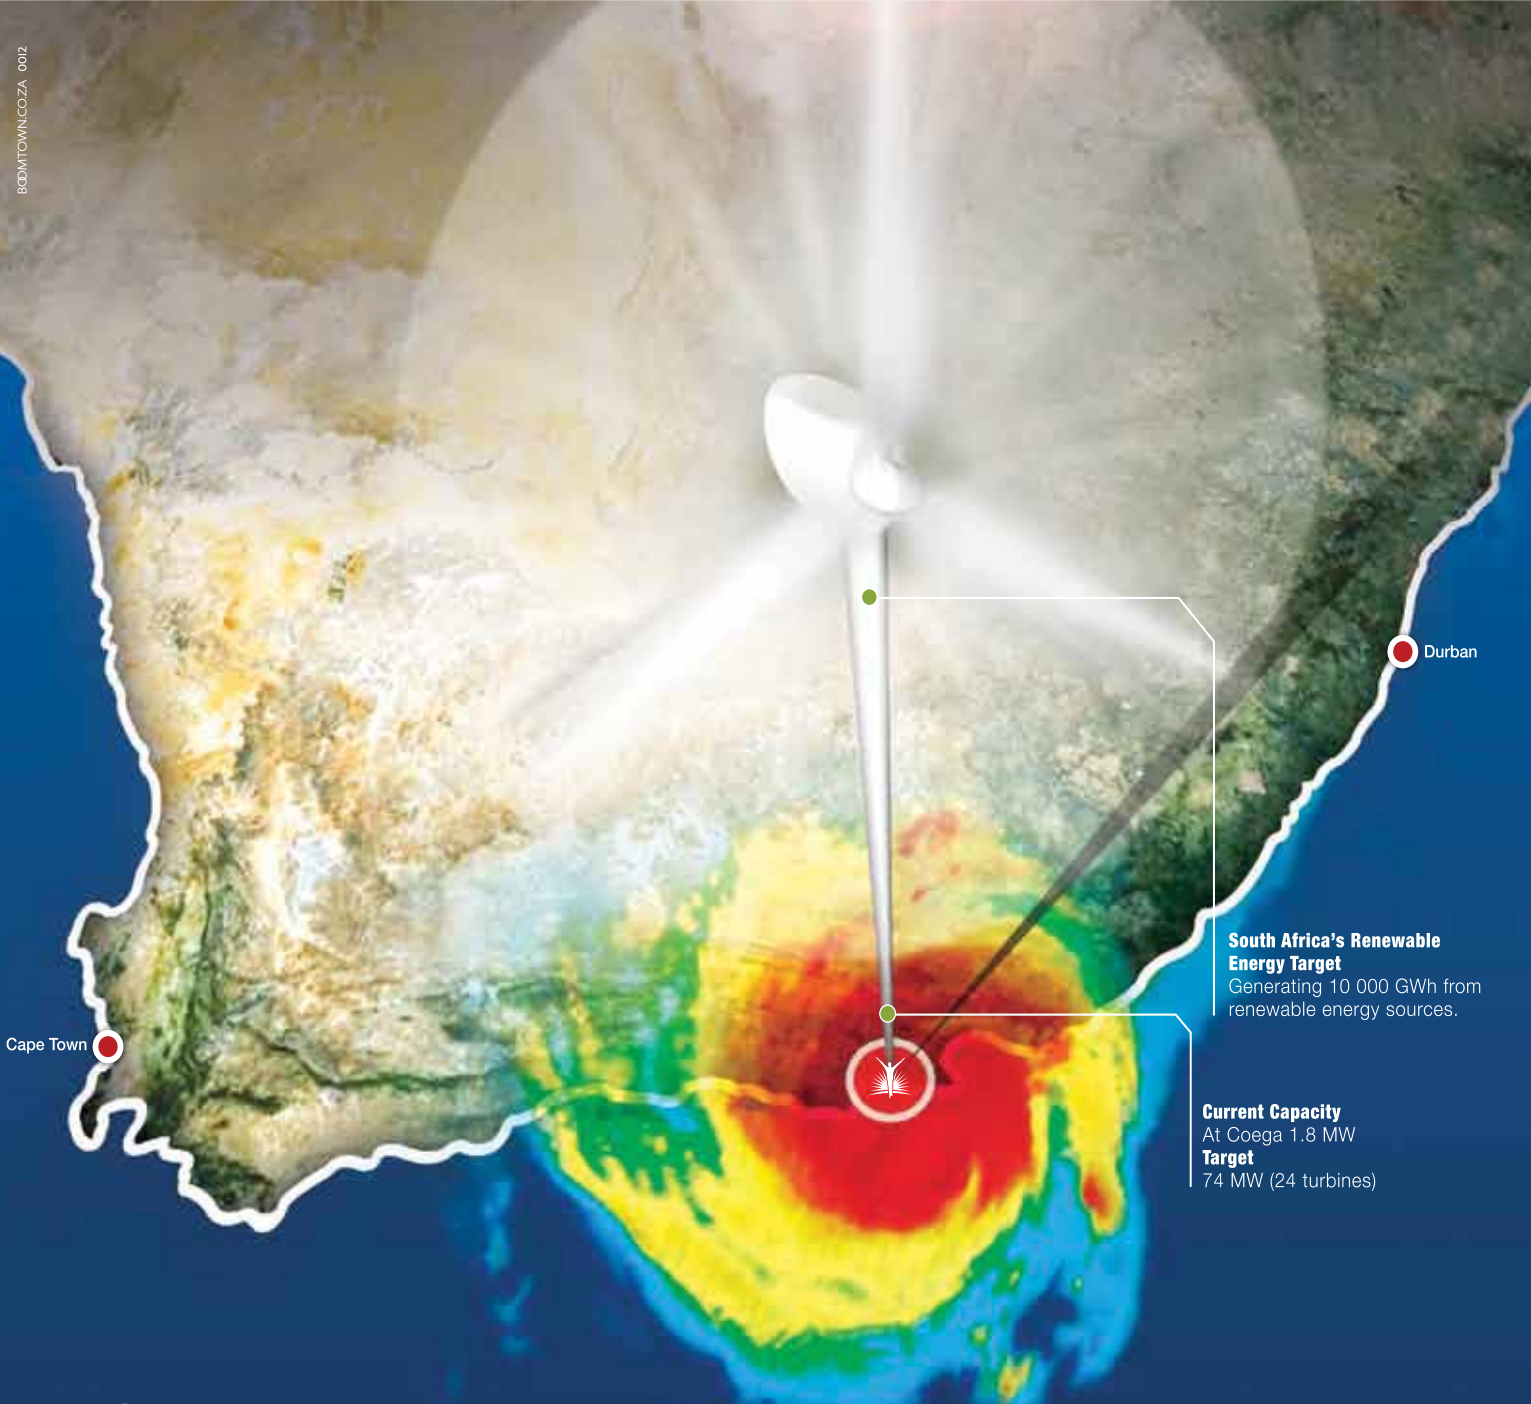 BOOMTOWN.CO.ZA 0012
Durban
South Africa's Renewable
Energy Target
Generating 10 000 GWh from
renewable energy sources.
Cape Town
Current Capacity
At Coega 1.8 MW
Target
74 MW (24 turbines)